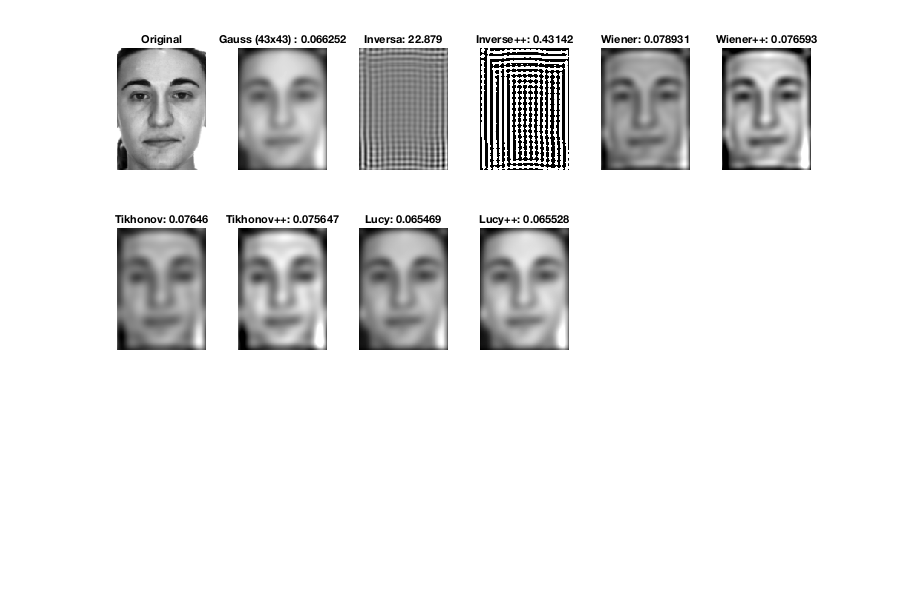 Original
Gauss (43x43) : 0.066252
Inversa: 22.879
Inverse++: 0.43142
Wiener: 0.078931
Wiener++: 0.076593
Tikhonov: 0.07646
Tikhonov++: 0.075647
Lucy: 0.065469
Lucy++: 0.065528